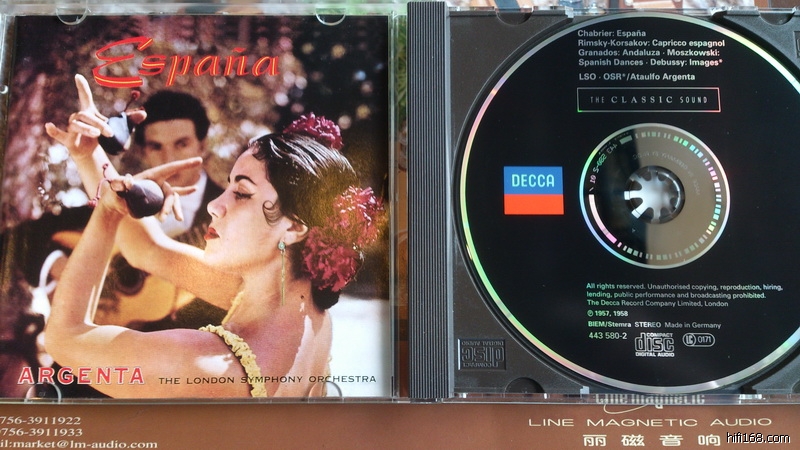 España
ARGENTA THE LONDON SYMPHONY ORCHESTRA
Chabrier: España
Rimsky-Korsakov: Capricco espagnol
Granados: Andaluza · Moszkowski:
Spanish Dances · Debussy: Images*
LSO · OSR*/Ataulfo Argenta
THE CLASSIC SOUND
DECCA
All rights reserved. Unauthorised copying, reproduction, hiring,
lending, public performance and broadcasting prohibited.
The Decca Record Company Limited, London
℗ 1957, 1958
BIEM/Stemra STEREO Made in Germany
443 580-2
COMPACT
disc
DIGITAL AUDIO
LC 0171
756-3911922
0756-3911933
il:market@lm-audio.com
Line Magnetic
LINE MAGNETIC AUDIO
丽磁音响
hifi168.com